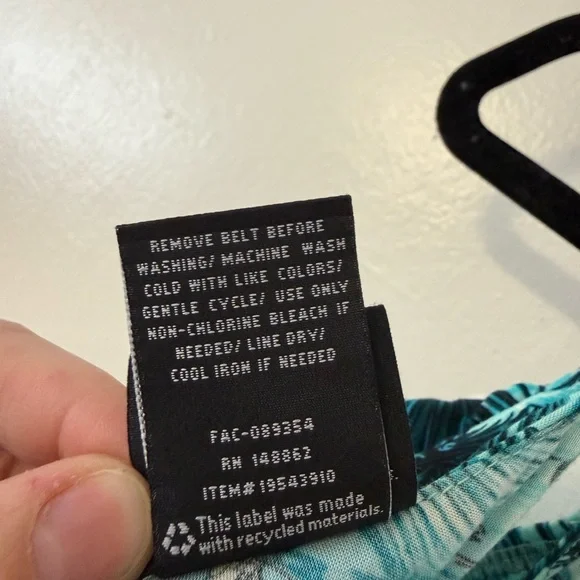 REMOVE BELT BEFORE
WASHING/ MACHINE WASH
COLD WITH LIKE COLORS/
GENTLE CYCLE/ USE ONLY
NON-CHLORINE BLEACH IF
NEEDED/ LINE DRY/
COOL IRON IF NEEDED
FAC-089354
RN 148862
ITEM# 19543910
This label was made
with recycled materials.